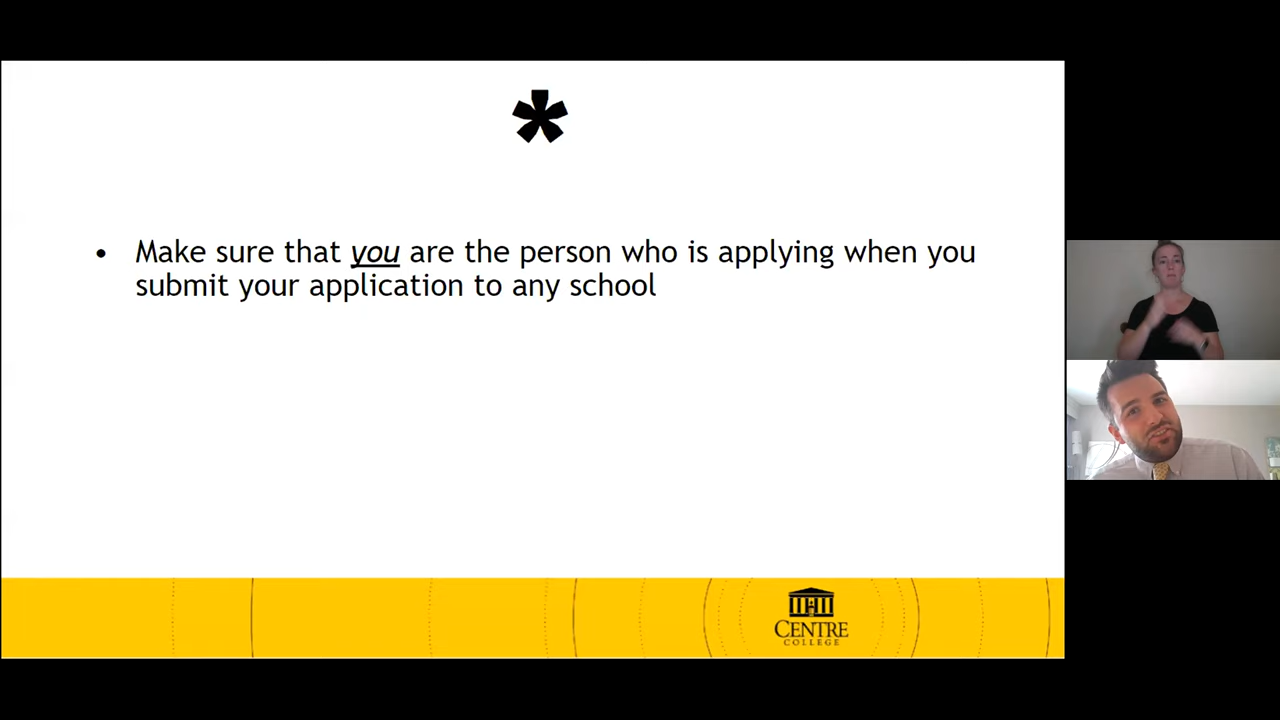 *
• Make sure that you are the person who is applying when you
submit your application to any school
CENTRE
COLLEGE